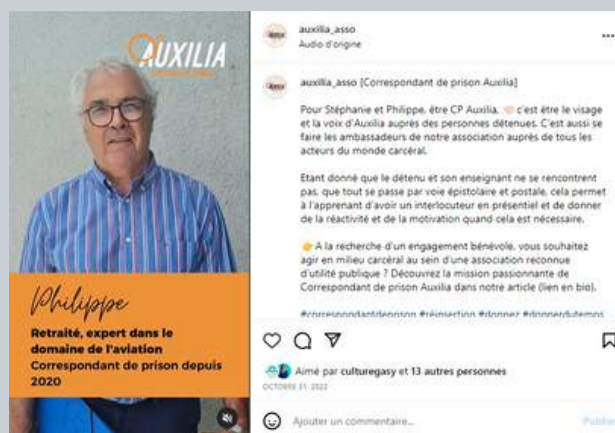 AUXILIA
Philippe
Retraité, expert dans le
domaine de l'aviation
Correspondant de prison depuis
2020
auxilia_asso
Audio d'origine
auxilia_asso [Correspondant de prison Auxilia]
Pour Stéphanie et Philippe, être CP Auxilia, 🤝 c'est être le visage
et la voix d'Auxilia auprès des personnes détenues. C'est aussi se
faire les ambassadeurs de notre association auprès de tous les
acteurs du monde carcéral.
Etant donné que le détenu et son enseignant ne se rencontrent
pas, que tout se passe par voie épistolaire et postale, cela permet
à l'apprenant d'avoir un interlocuteur en présentiel et de donner
de la réactivité et de la motivation quand cela est nécessaire.
👉 A la recherche d'un engagement bénévole, vous souhaitez
agir en milieu carcéral au sein d'une association reconnue
d'utilité publique ? Découvrez la mission passionnante de
Correspondant de prison Auxilia dans notre article (lien en bio).
#correspondantdeprison #réinsertion #donnez #donnerdutemps
Aimé par culturegasy et 13 autres personnes
OCTOBRE 31, 2022
Ajouter un commentaire...
Publier